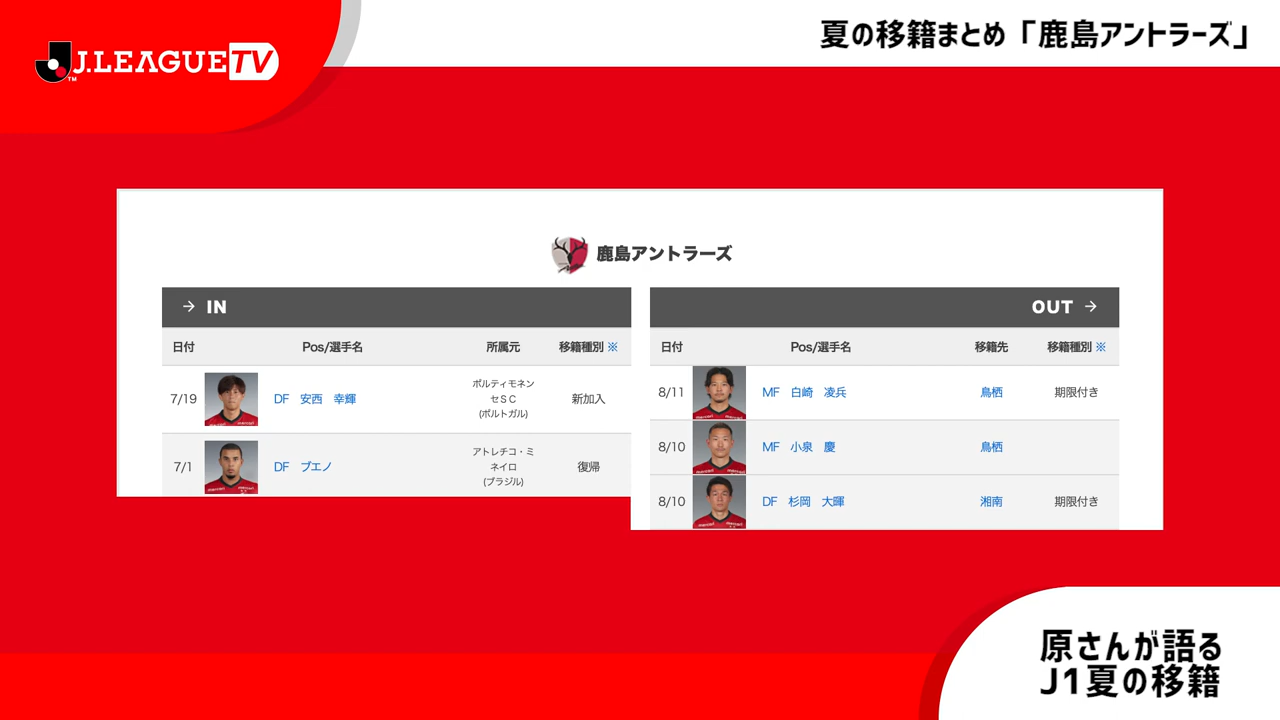 J.LEAGUE TV
TM
夏の移籍まとめ「鹿島アントラーズ」
鹿島アントラーズ
→ IN
日付 Pos/選手名 所属元 移籍種別 ※
7/19 DF 安西 幸輝 ポルティモネン
セSC
(ポルトガル) 新加入
7/1 DF ブエノ アトレチコ・ミ
ネイロ
(ブラジル) 復帰
OUT →
日付 Pos/選手名 移籍先 移籍種別 ※
8/11 MF 白崎 凌兵 鳥栖 期限付き
8/10 MF 小泉 慶 鳥栖
8/10 DF 杉岡 大暉 湘南 期限付き
原さんが語る
J1夏の移籍